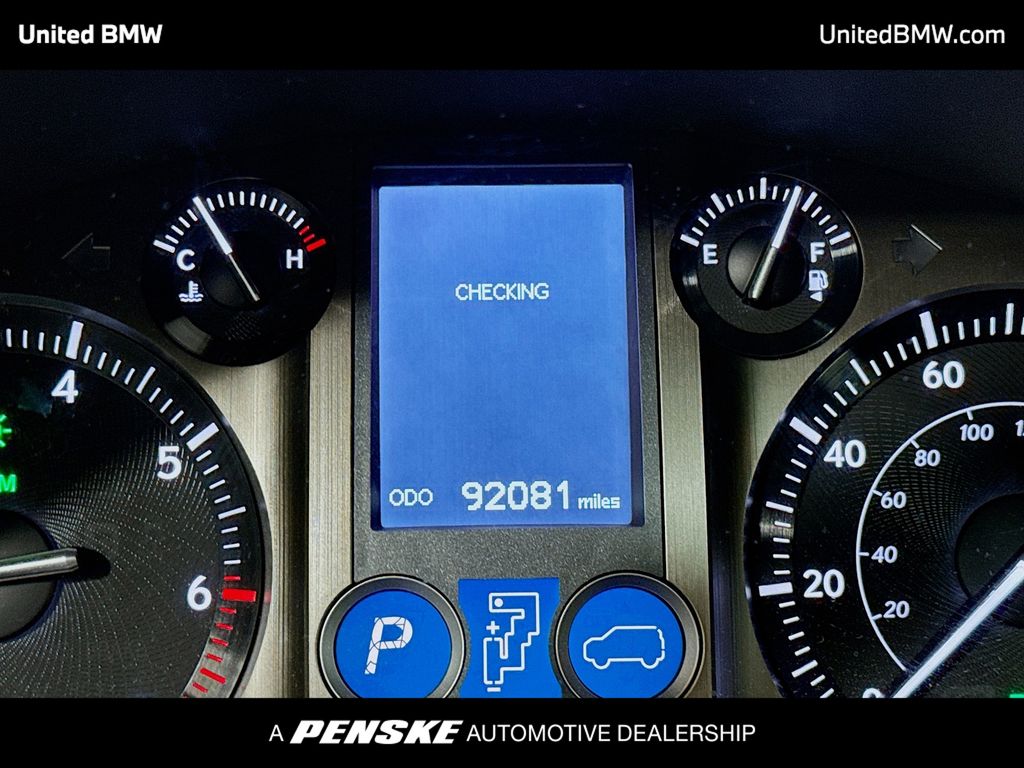 United BMW
UnitedBMW.com
C
H
E
F
CHECKING
ODO 92081 miles
4
5
6
M
P
+
−
60
40
20
0
100
80
60
40
20
A PENSKE AUTOMOTIVE DEALERSHIP